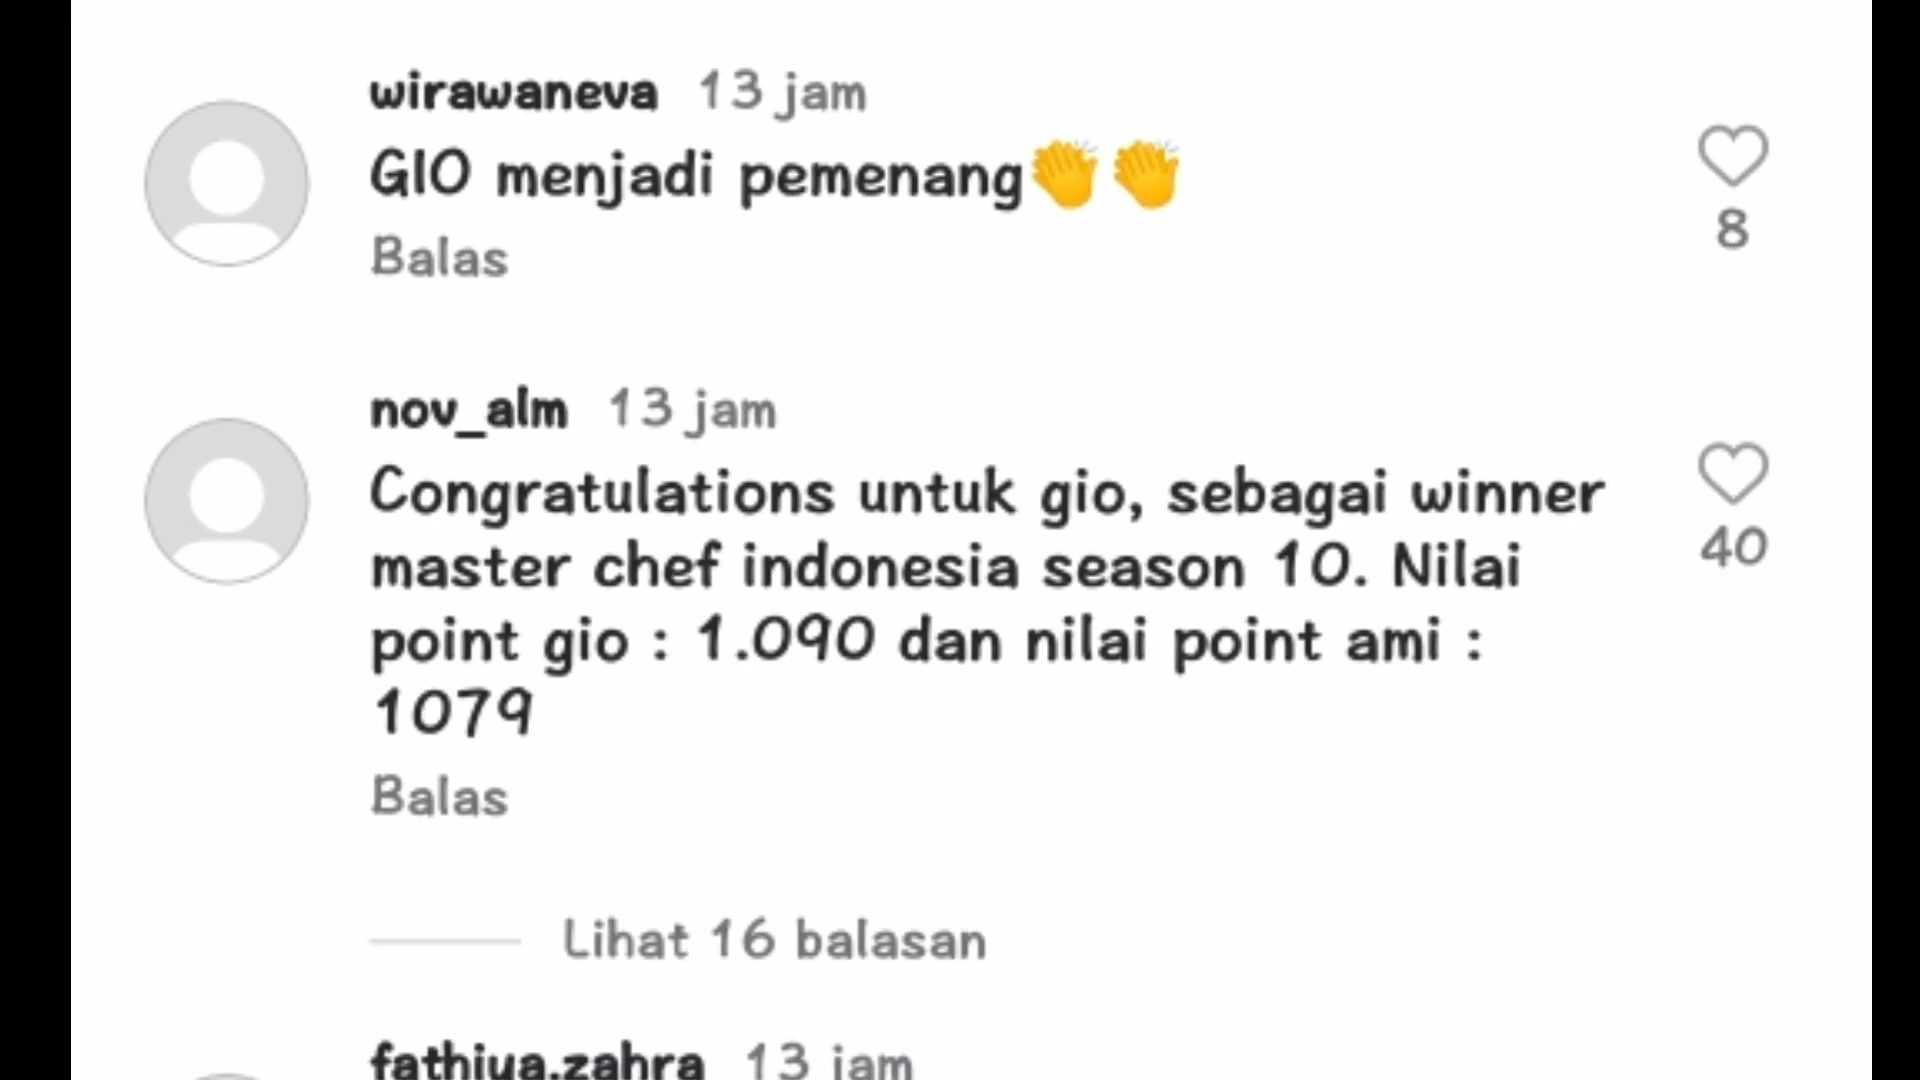 wirawaneva 13 jam
GIO menjadi pemenang👏👏
8
Balas
nov_alm 13 jam
Congratulations untuk gio, sebagai winner
master chef indonesia season 10. Nilai
point gio : 1.090 dan nilai point ami :
1079
40
Balas
Lihat 16 balasan
fathiya.zahra 13 jam